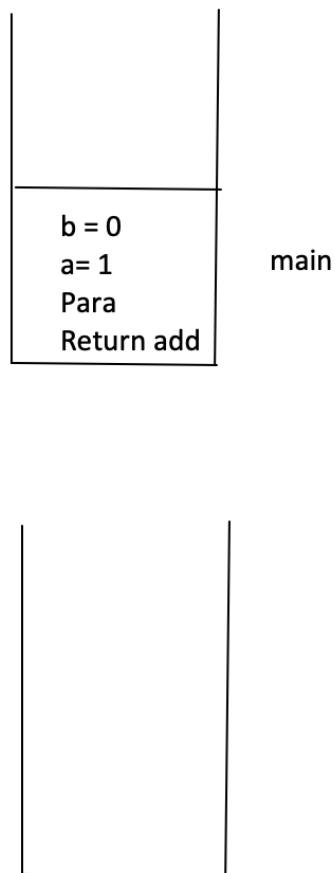 b = 0
a= 1
main
Para
Return add